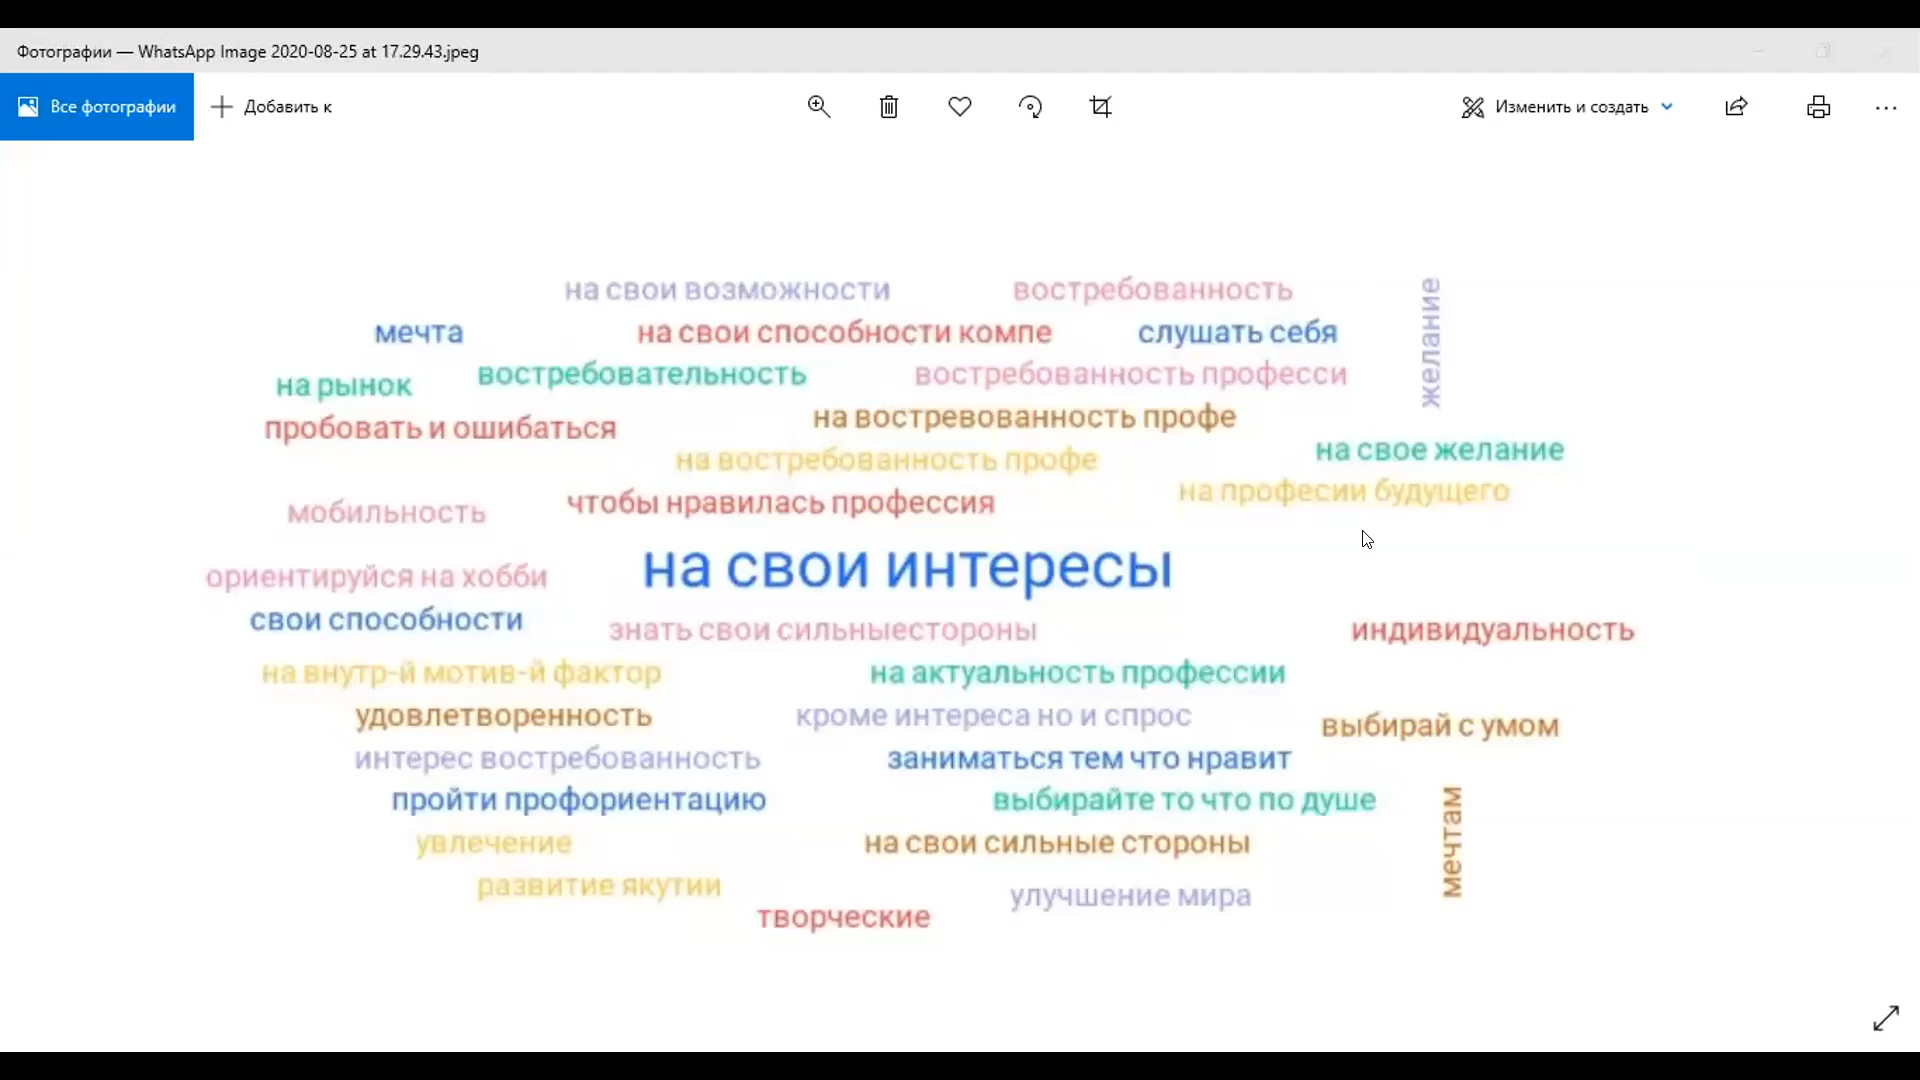 Фотографии — WhatsApp Image 2020-08-25 at 17.29.43.jpeg
Все фотографии
Добавить к
Изменить и создать
на свои возможности
востребованность
желание
мечта
на свои способности компе
слушать себя
на рынок
востребовательность
востребованность професси
пробовать и ошибаться
на востревованность профе
на свое желание
на востребованность профе
на професии будущего
мобильность
чтобы нравилась профессия
на свои интересы
ориентируйся на хобби
свои способности
знать свои сильныестороны
индивидуальность
на внутр-й мотив-й фактор
на актуальность профессии
удовлетворенность
кроме интереса но и спрос
выбирай с умом
интерес востребованность
заниматься тем что нравит
пройти профориентацию
выбирайте то что по душе
мечтам
увлечение
на свои сильные стороны
развитие якутии
улучшение мира
творческие